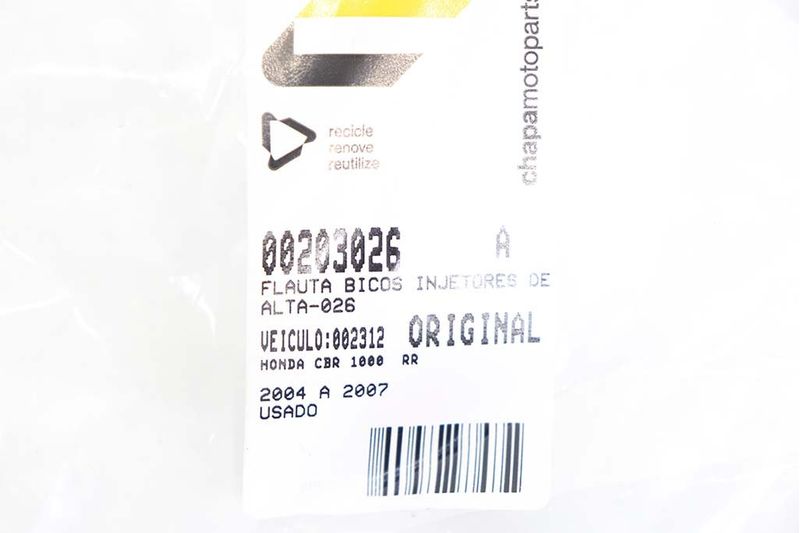 chapamotoparts
recicle
renove
reutilize
00203026 A
FLAUTA BICOS INJETORES DE
ALTA-026
VEICULO:002312 ORIGINAL
HONDA CBR 1000 RR
2004 A 2007
USADO